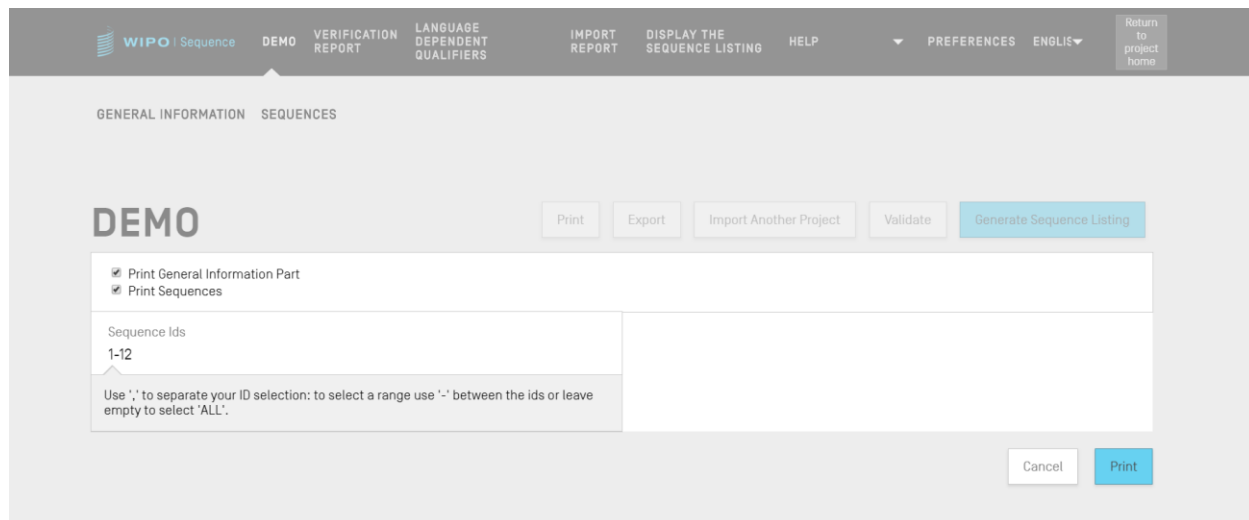 WIPO | Sequence
DEMO
VERIFICATION
REPORT
LANGUAGE
DEPENDENT
QUALIFIERS
IMPORT
REPORT
DISPLAY THE
SEQUENCE LISTING
HELP
PREFERENCES
ENGLIS
Return
to
project
home
GENERAL INFORMATION SEQUENCES
DEMO
Print
Export
Import Another Project
Validate
Generate Sequence Listing
Print General Information Part
Print Sequences
Sequence Ids
1-12
Use ',' to separate your ID selection: to select a range use '-' between the ids or leave
empty to select 'ALL'.
Cancel
Print